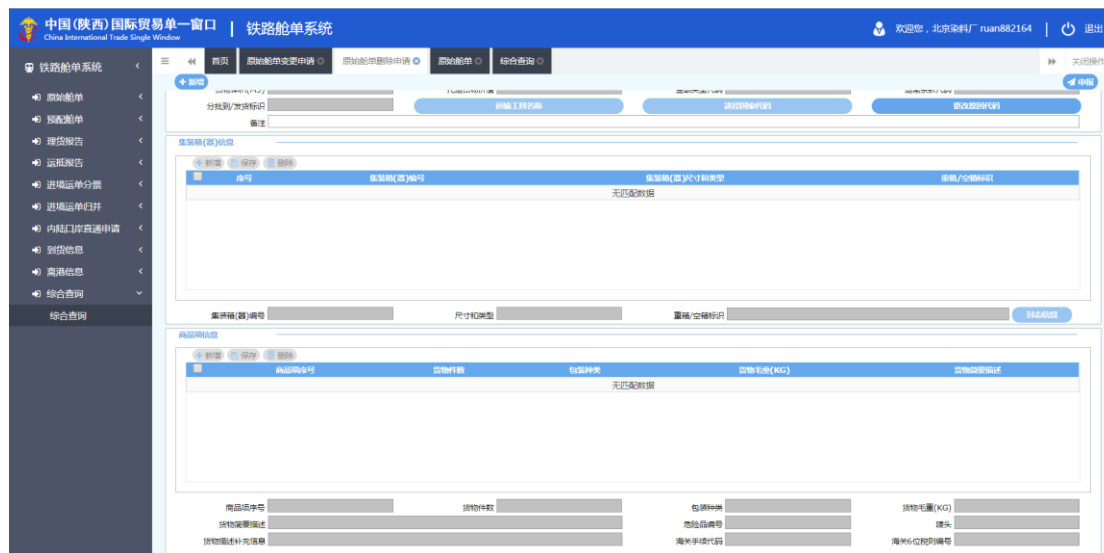 中国(陕西)国际贸易单一窗口 | 铁路舱单系统
China International Trade Single Window
欢迎您，北京染料厂 ruan882164 | 退出
铁路舱单系统
首页 原始舱单变更申请 原始舱单删除申请 原始舱单 综合查询 关闭操作
新增 申报
原始舱单
预配舱单
理货报告
运抵报告
进境运单分票
进境运单归并
内陆口岸直通申请
到货信息
离港信息
综合查询
综合查询
分批到/发货标识 运输工具名称 途经国家代码 更改原因代码
备注
集装箱(器)信息
新增 保存 删除
序号 集装箱(器)编号 集装箱(器)尺寸和类型 重箱/空箱标识
无匹配数据
集装箱(器)编号 尺寸和类型 重箱/空箱标识 封志信息
商品项信息
新增 保存 删除
商品项序号 货物件数 包装种类 货物毛重(KG) 货物简要描述
无匹配数据
商品项序号 货物件数 包装种类 货物毛重(KG)
货物简要描述 危险品编号 唛头
货物描述补充信息 海关手续代码 海关6位税则编号